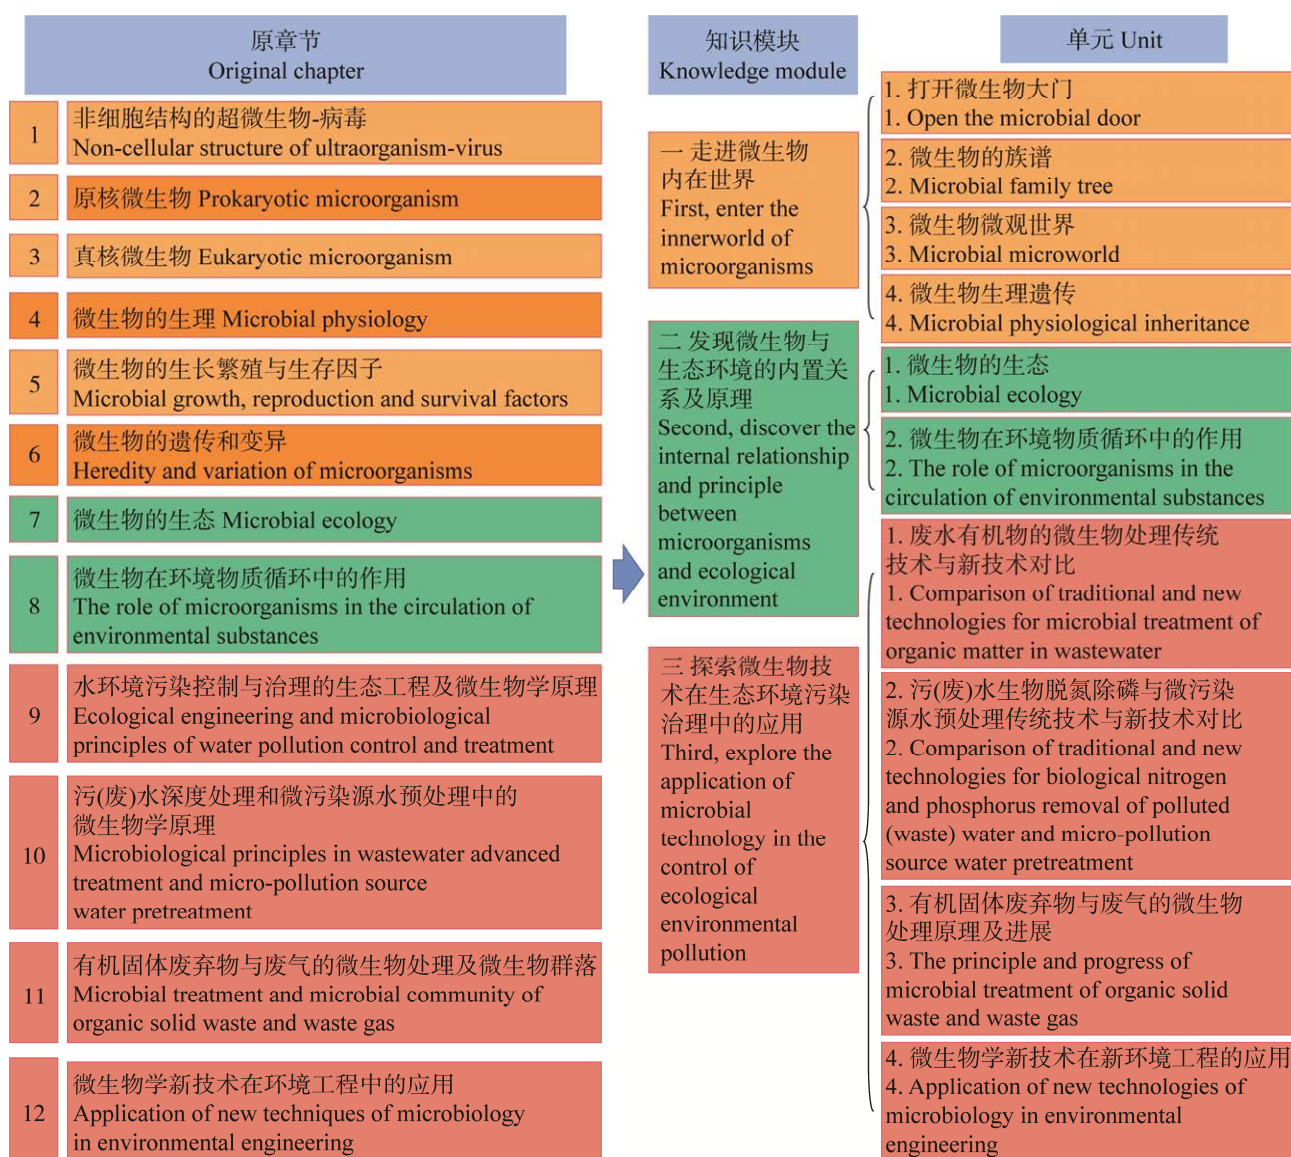 原章节
Original chapter
1
非细胞结构的超微生物-病毒
Non-cellular structure of ultraorganism-virus
2
原核微生物 Prokaryotic microorganism
3
真核微生物 Eukaryotic microorganism
4
微生物的生理 Microbial physiology
5
微生物的生长繁殖与生存因子
Microbial growth, reproduction and survival factors
6
微生物的遗传和变异
Heredity and variation of microorganisms
7
微生物的生态 Microbial ecology
8
微生物在环境物质循环中的作用
The role of microorganisms in the circulation of
environmental substances
9
水环境污染控制与治理的生态工程及微生物学原理
Ecological engineering and microbiological
principles of water pollution control and treatment
10
污(废)水深度处理和微污染源水预处理中的
微生物学原理
Microbiological principles in wastewater advanced
treatment and micro-pollution source
water pretreatment
11
有机固体废弃物与废气的微生物处理及微生物群落
Microbial treatment and microbial community of
organic solid waste and waste gas
12
微生物学新技术在环境工程中的应用
Application of new techniques of microbiology
in environmental engineering
知识模块
Knowledge module
一 走进微生物
内在世界
First, enter the
innerworld of
microorganisms
二 发现微生物与
生态环境的内置关
系及原理
Second, discover the
internal relationship
and principle
between
microorganisms
and ecological
environment
三 探索微生物技
术在生态环境污染
治理中的应用
Third, explore the
application of
microbial
technology in the
control of
ecological
environmental
pollution
单元 Unit
1. 打开微生物大门
1. Open the microbial door
2. 微生物的族谱
2. Microbial family tree
3. 微生物微观世界
3. Microbial microworld
4. 微生物生理遗传
4. Microbial physiological inheritance
1. 微生物的生态
1. Microbial ecology
2. 微生物在环境物质循环中的作用
2. The role of microorganisms in the
circulation of environmental substances
1. 废水有机物的微生物处理传统
技术与新技术对比
1. Comparison of traditional and new
technologies for microbial treatment of
organic matter in wastewater
2. 污(废)水生物脱氮除磷与微污染
源水预处理传统技术与新技术对比
2. Comparison of traditional and new
technologies for biological nitrogen
and phosphorus removal of polluted
(waste) water and micro-pollution
source water pretreatment
3. 有机固体废弃物与废气的微生物
处理原理及进展
3. The principle and progress of
microbial treatment of organic solid
waste and waste gas
4. 微生物学新技术在新环境工程的应用
4. Application of new technologies of
microbiology in environmental
engineering